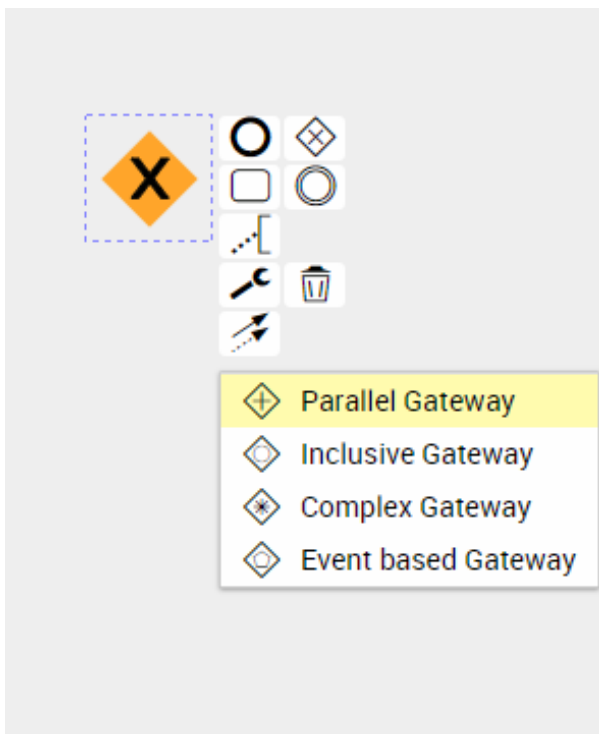 X
Parallel Gateway
Inclusive Gateway
Complex Gateway
Event based Gateway